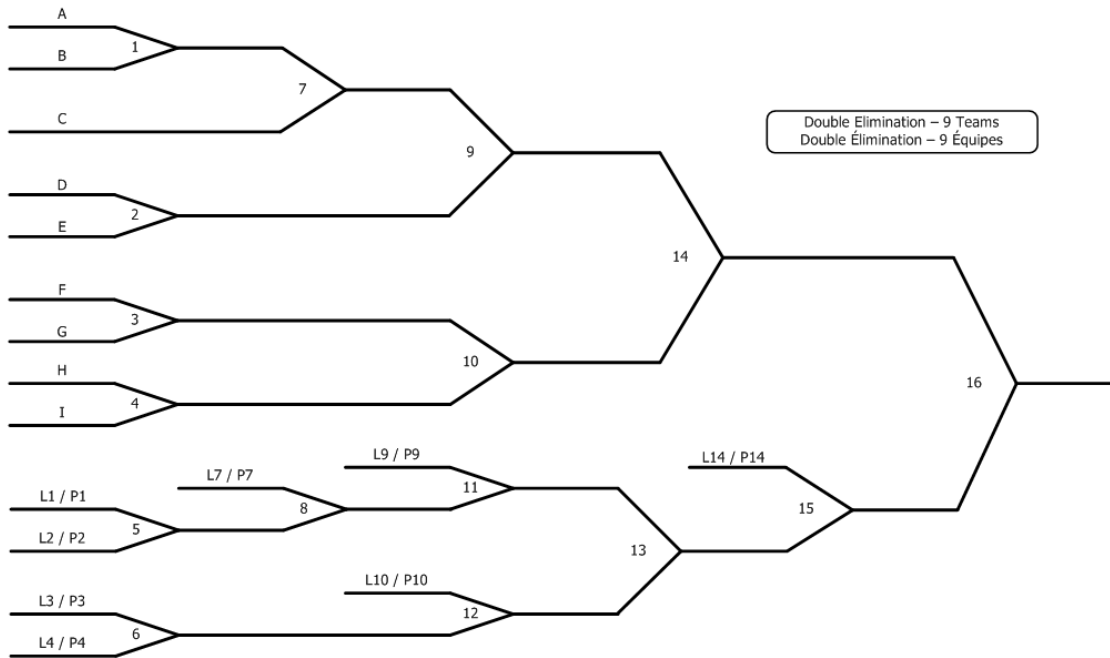 A
1
B
7
C
Double Elimination – 9 Teams
Double Élimination – 9 Équipes
9
D
2
E
14
F
3
G
10
H
16
4
I
L9 / P9
L14 / P14
L7 / P7
11
L1 / P1
8
15
5
L2 / P2
13
L10 / P10
L3 / P3
12
6
L4 / P4